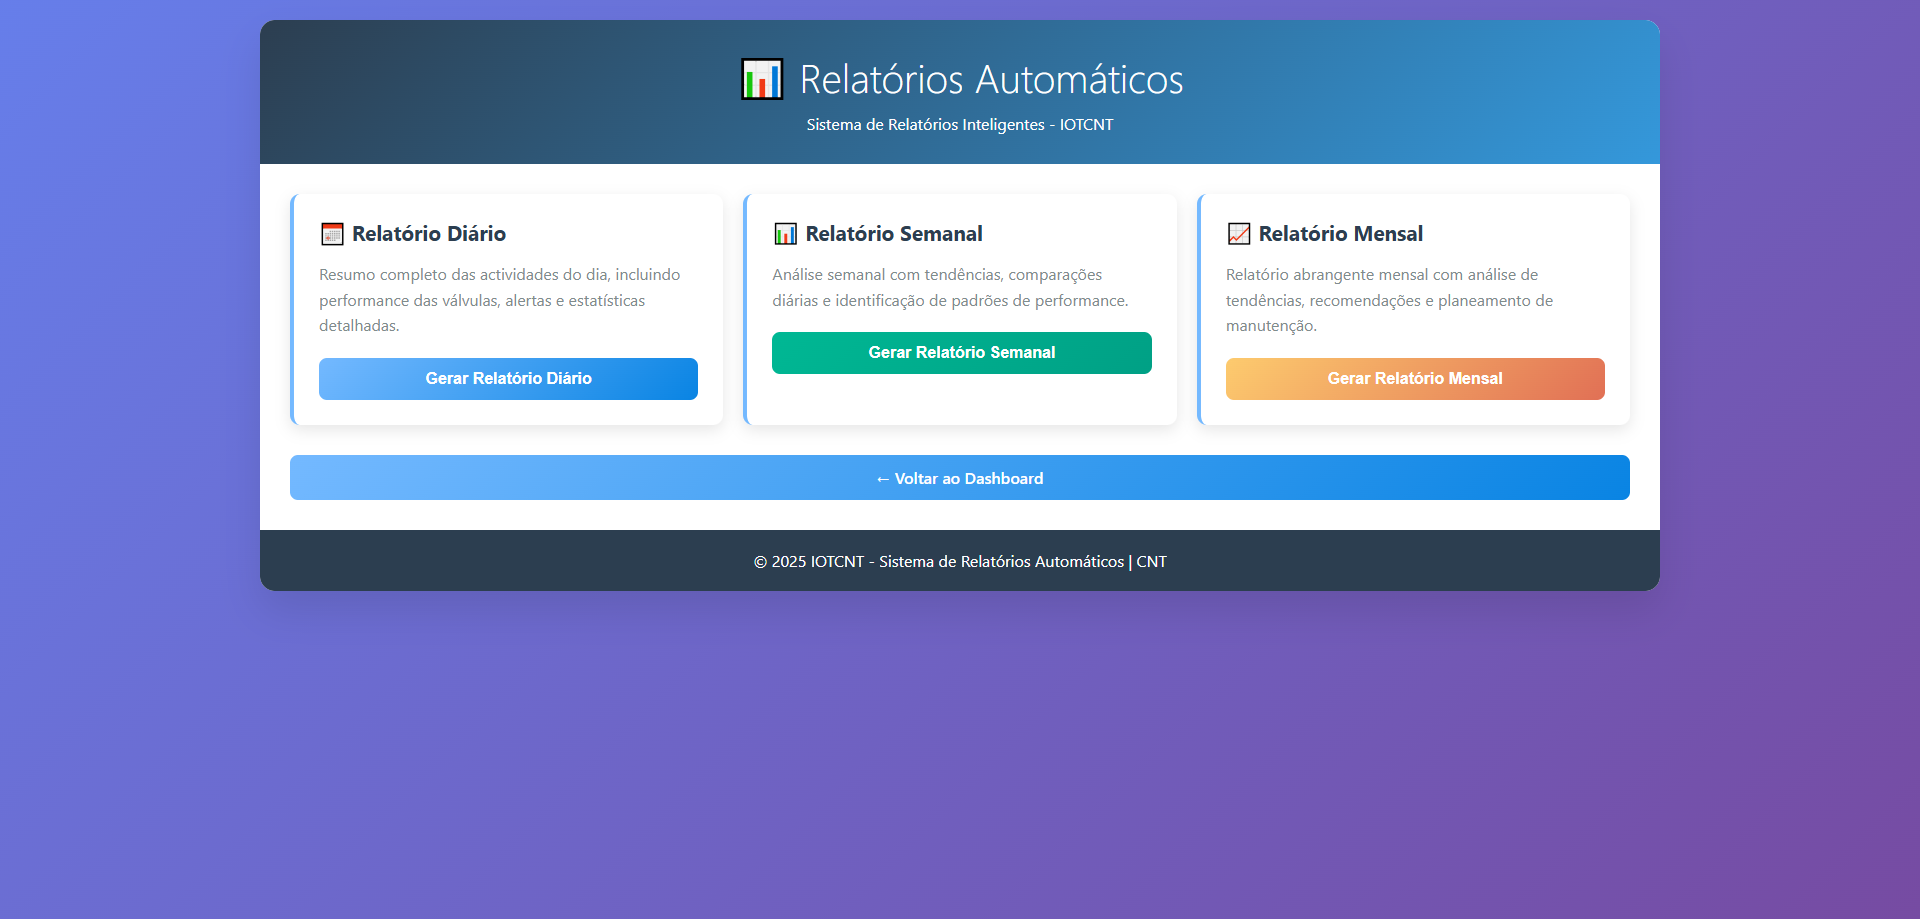 Relatórios Automáticos
Sistema de Relatórios Inteligentes - IOTCNT
Relatório Diário
Resumo completo das actividades do dia, incluindo
performance das válvulas, alertas e estatísticas
detalhadas.
Gerar Relatório Diário
Relatório Semanal
Análise semanal com tendências, comparações
diárias e identificação de padrões de performance.
Gerar Relatório Semanal
Relatório Mensal
Relatório abrangente mensal com análise de
tendências, recomendações e planeamento de
manutenção.
Gerar Relatório Mensal
← Voltar ao Dashboard
© 2025 IOTCNT - Sistema de Relatórios Automáticos | CNT